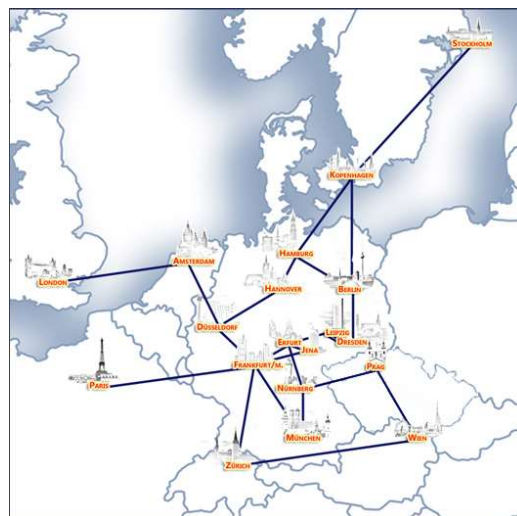 STOCKHOLM
KOPENHAGEN
HAMBURG
AMSTERDAM
LONDON
HANNOVER
BERLIN
DÜSSELDORF
LEIPZIG
ERFURT
DRESDEN
JENA
FRANKFURT/M.
PRAG
PARIS
NÜRNBERG
MÜNCHEN
WIEN
ZÜRICH